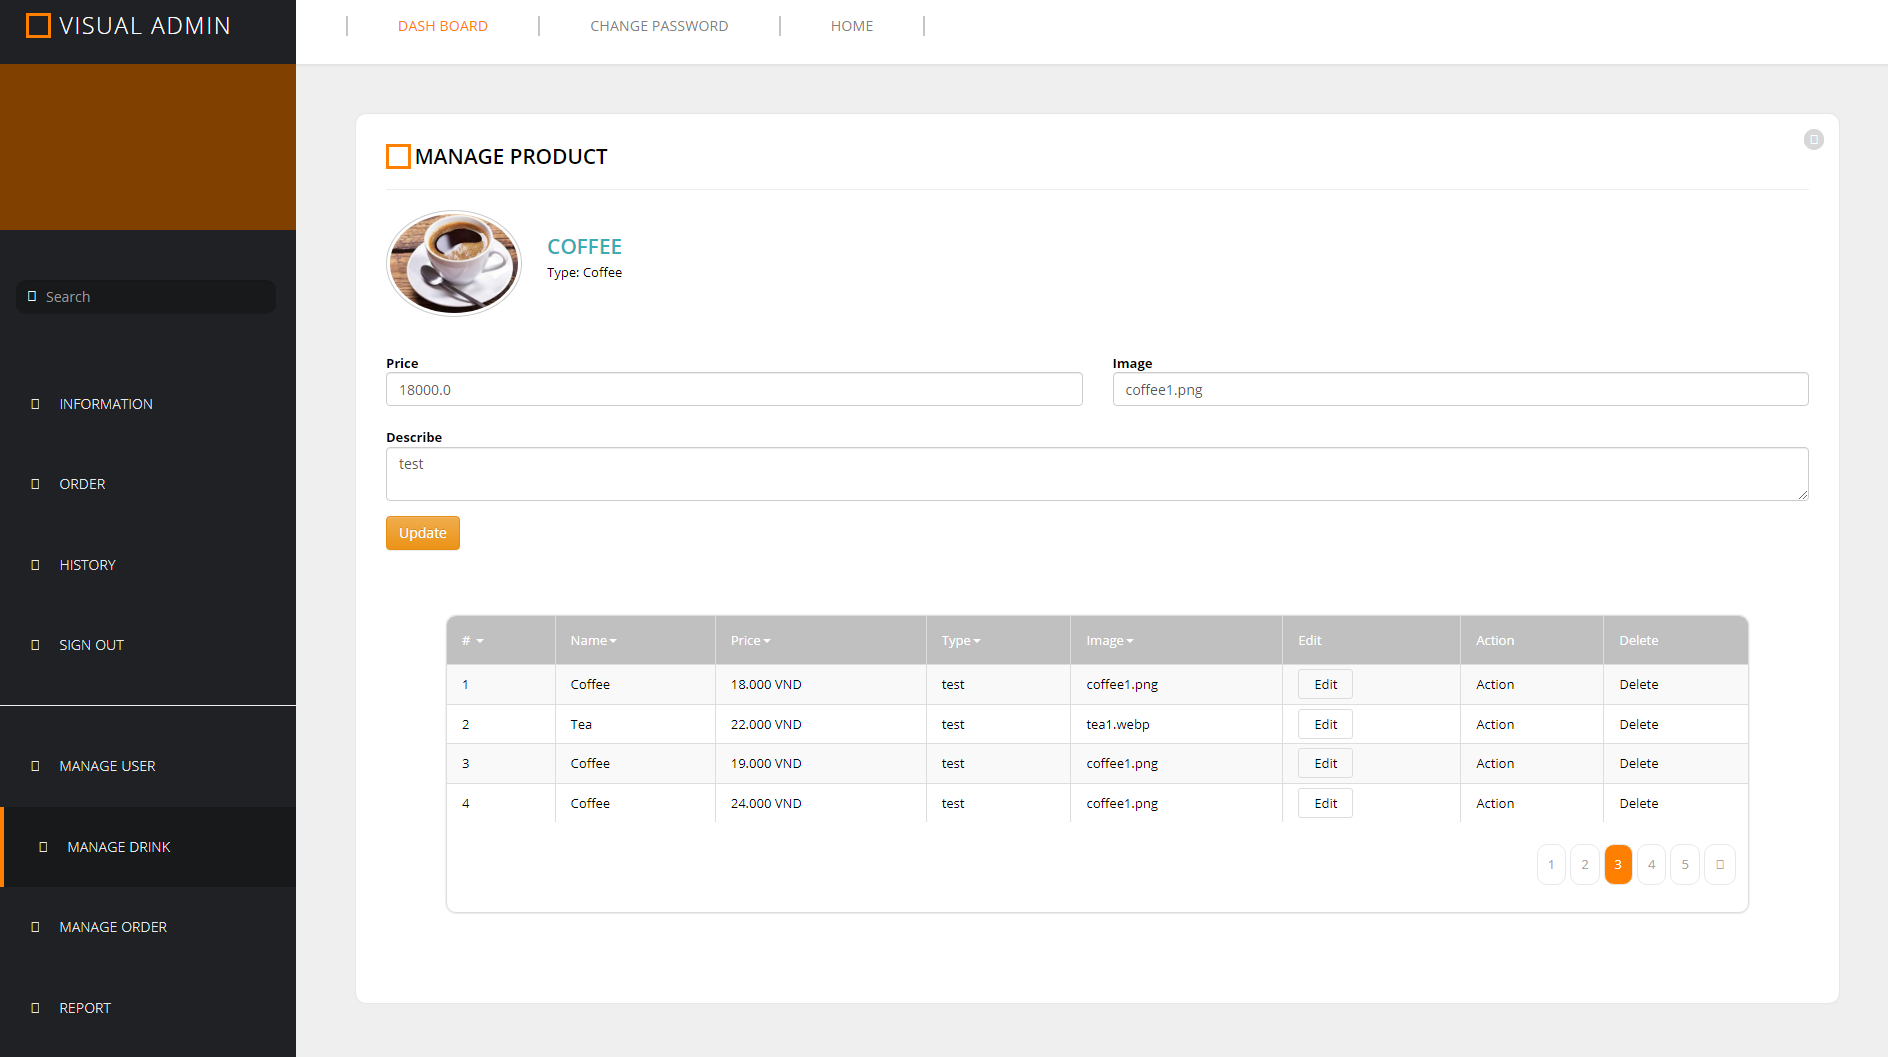 VISUAL ADMIN
DASH BOARD
CHANGE PASSWORD
HOME
Search
INFORMATION
ORDER
HISTORY
SIGN OUT
MANAGE USER
MANAGE DRINK
MANAGE ORDER
REPORT
MANAGE PRODUCT
COFFEE
Type: Coffee
Price
18000.0
Image
coffee1.png
Describe
test
Update
# Name Price Type Image Edit Action Delete
1 Coffee 18.000 VND test coffee1.png Edit Action Delete
2 Tea 22.000 VND test tea1.webp Edit Action Delete
3 Coffee 19.000 VND test coffee1.png Edit Action Delete
4 Coffee 24.000 VND test coffee1.png Edit Action Delete
1 2 3 4 5